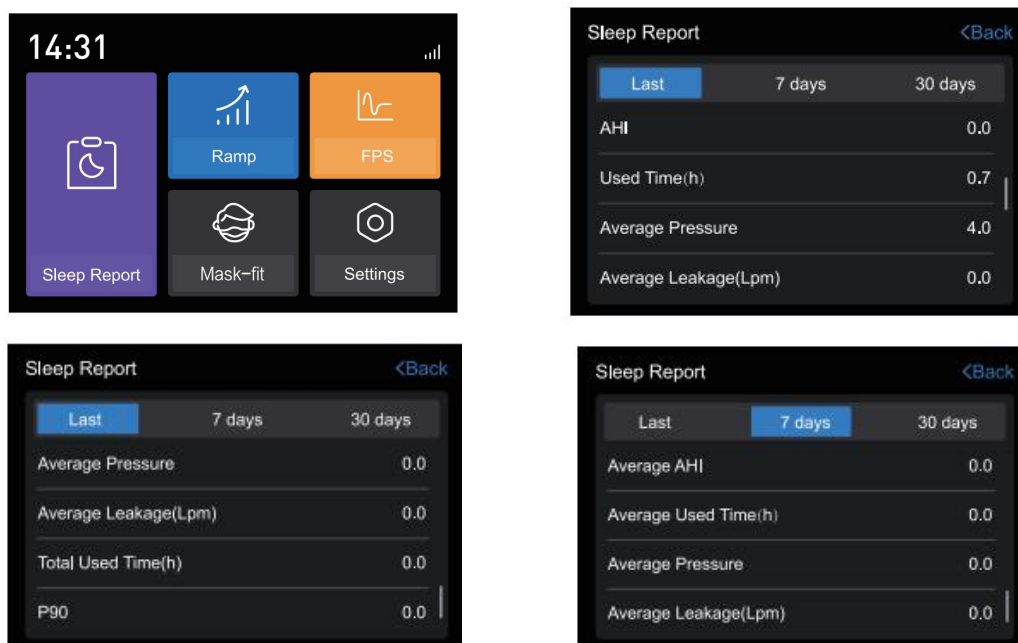 14:31
Ramp
FPS
Sleep Report
Mask-fit
Settings
Sleep Report
<Back
Last 7 days 30 days
AHI 0.0
Used Time(h) 0.7
Average Pressure 4.0
Average Leakage(Lpm) 0.0
Sleep Report
<Back
Last 7 days 30 days
Average Pressure 0.0
Average Leakage(Lpm) 0.0
Total Used Time(h) 0.0
P90 0.0
Sleep Report
<Back
Last 7 days 30 days
Average AHI 0.0
Average Used Time(h) 0.0
Average Pressure 0.0
Average Leakage(Lpm) 0.0